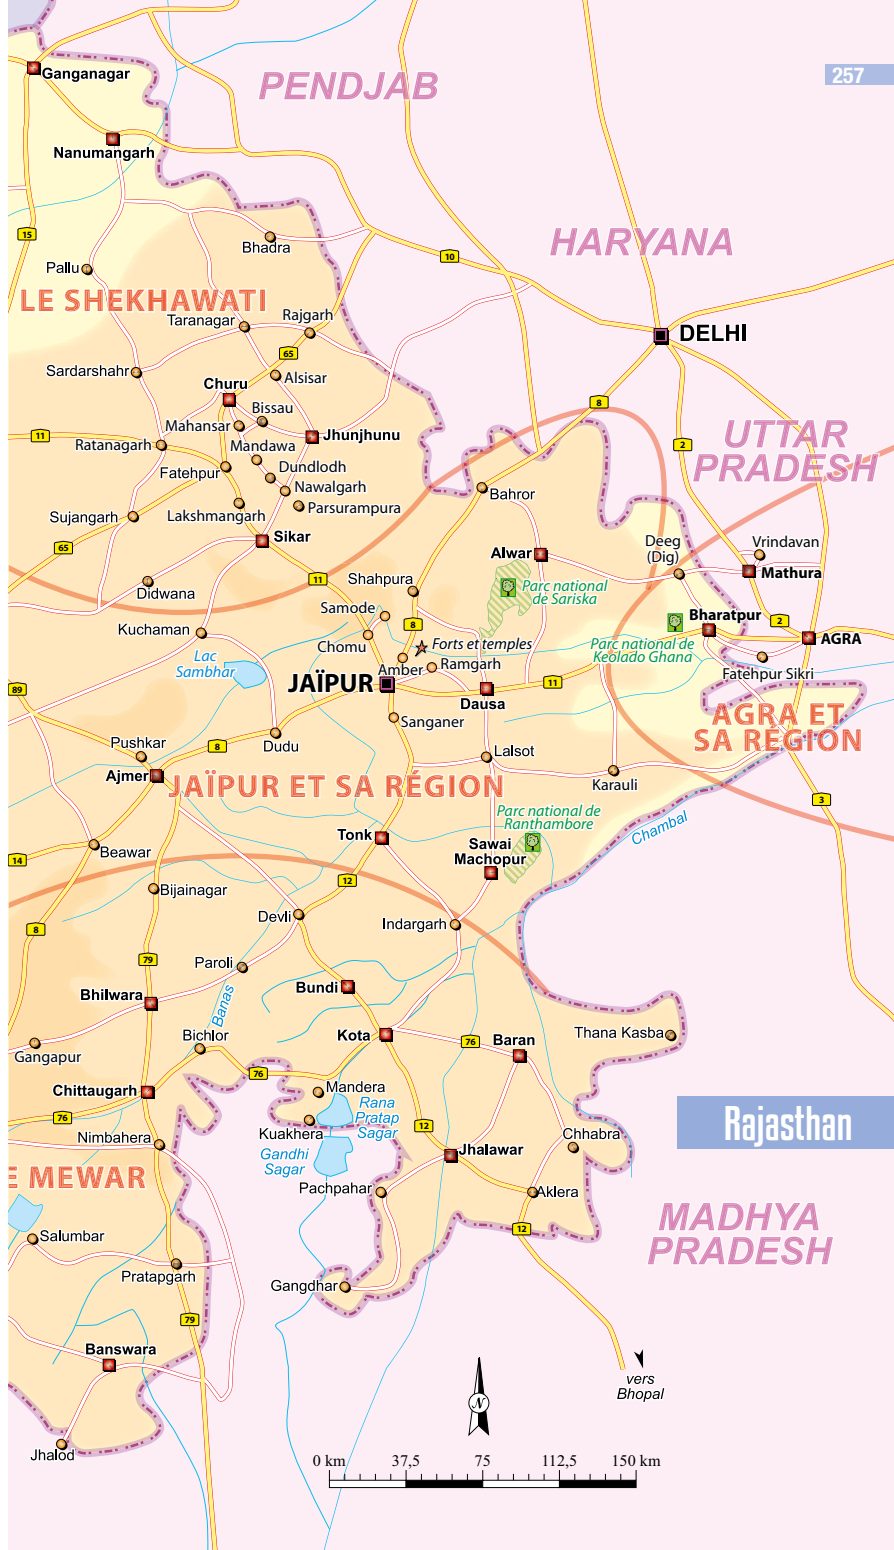 PENDJAB
257
Ganganagar
Nanumangarh
15
Bhadra
10
HARYANA
Pallu
LE SHEKHAWATI
Taranagar
Rajgarh
DELHI
65
Sardarshahr
Alsisar
Churu
8
Bissau
Mahansar
11
Jhunjhunu
UTTAR
PRADESH
2
Ratanagarh
Mandawa
Fatehpur
Dundlodh
Nawalgarh
Bahror
Sujangarh
Lakshmangarh
Parsurampura
65
Sikar
Deeg
(Dig)
Vrindavan
Alwar
Mathura
11
Shahpura
Didwana
Parc national
de Sariska
Samode
Bharatpur
2
Kuchaman
8
Chomu
Forts et temples
Parc national de
Keolado Ghana
AGRA
Lac
Sambhar
Amber
Ramgarh
Fatehpur Sikri
JAÏPUR
11
89
Dausa
Sanganer
AGRA ET
SA RÉGION
Pushkar
8
Dudu
Lalsot
Ajmer
JAÏPUR ET SA RÉGION
Karauli
3
Parc national de
Ranthambore
Chambal
Tonk
Sawai
Machopur
14
Beawar
12
Bijainagar
Devli
Indargarh
8
79
Paroli
Bhilwara
Banas
Bundi
Kota
Bichlor
76
Baran
Thana Kasba
Gangapur
76
Chittaugarh
Mandera
Rana
Pratap
Sagar
76
12
Rajasthan
Nimbahera
Kuakhera
Chhabra
Gandhi
Sagar
Jhalawar
E MEWAR
Pachpahar
Aklera
MADHYA
PRADESH
12
Salumbar
Pratapgarh
Gangdhar
79
Banswara
vers
Bhopal
N
Jhalod
0 km 37,5 75 112,5 150 km